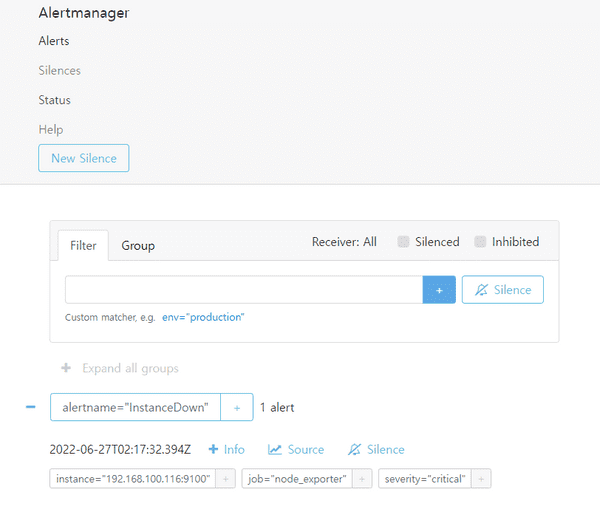 Alertmanager
Alerts
Silences
Status
Help
New Silence
Filter Group Receiver: All Silenced Inhibited
+ Silence
Custom matcher, e.g. env="production"
+ Expand all groups
− alertname="InstanceDown" + 1 alert
2022-06-27T02:17:32.394Z + Info Source Silence
instance="192.168.100.116:9100" + job="node_exporter" + severity="critical" +